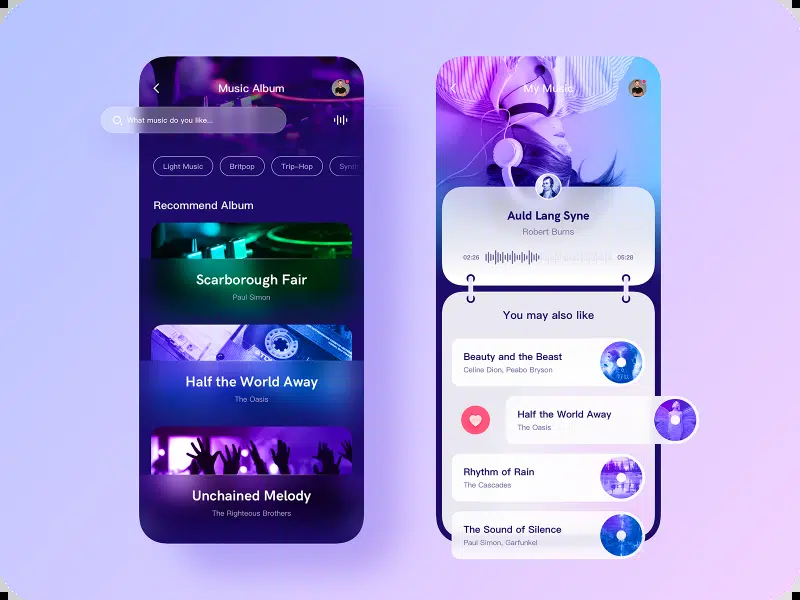 Music Album
What music do you like...
Light Music
Britpop
Trip-Hop
Synth
Recommend Album
Scarborough Fair
Paul Simon
Half the World Away
The Oasis
Unchained Melody
The Righteous Brothers
My Music
Auld Lang Syne
Robert Burns
02:26
05:28
You may also like
Beauty and the Beast
Celine Dion, Peabo Bryson
Half the World Away
The Oasis
Rhythm of Rain
The Cascades
The Sound of Silence
Paul Simon, Garfunkel